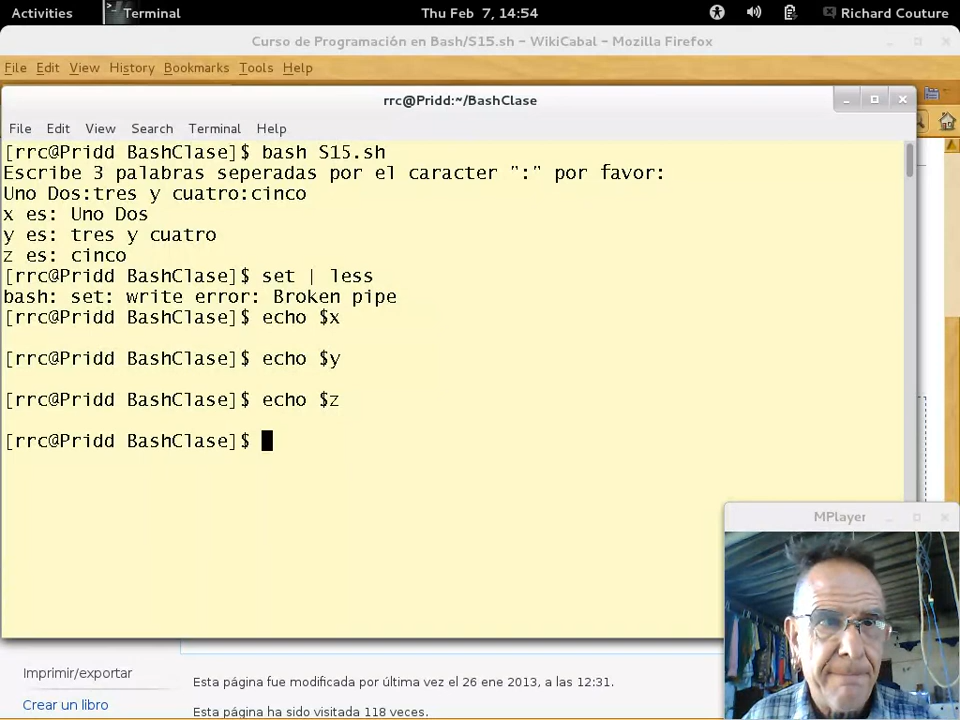 Activities Terminal Thu Feb 7, 14:54 Richard Couture
Curso de Programación en Bash/S15.sh - WikiCabal - Mozilla Firefox
File Edit View History Bookmarks Tools Help
rrc@Pridd:~/BashClase
File Edit View Search Terminal Help
[rrc@Pridd BashClase]$ bash S15.sh
Escribe 3 palabras seperadas por el caracter ":" por favor:
Uno Dos:tres y cuatro:cinco
x es: Uno Dos
y es: tres y cuatro
z es: cinco
[rrc@Pridd BashClase]$ set | less
bash: set: write error: Broken pipe
[rrc@Pridd BashClase]$ echo $x
[rrc@Pridd BashClase]$ echo $y
[rrc@Pridd BashClase]$ echo $z
[rrc@Pridd BashClase]$
MPlayer
Imprimir/exportar
Crear un libro
Esta página fue modificada por última vez el 26 ene 2013, a las 12:31.
Esta página ha sido visitada 118 veces.